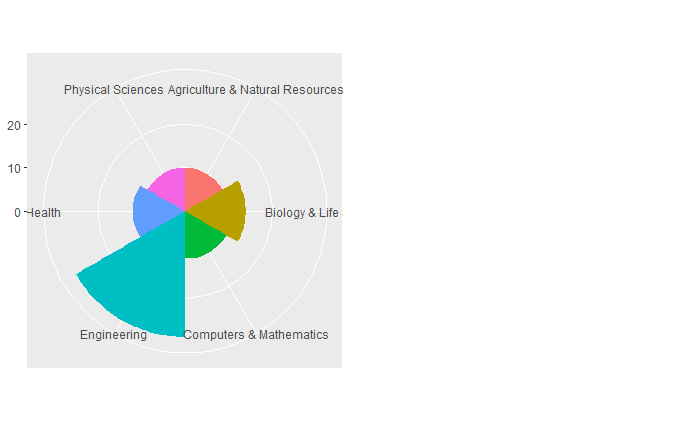 Physical Sciences
Agriculture & Natural Resources
20
10
0
Health
Biology & Life
Engineering
Computers & Mathematics